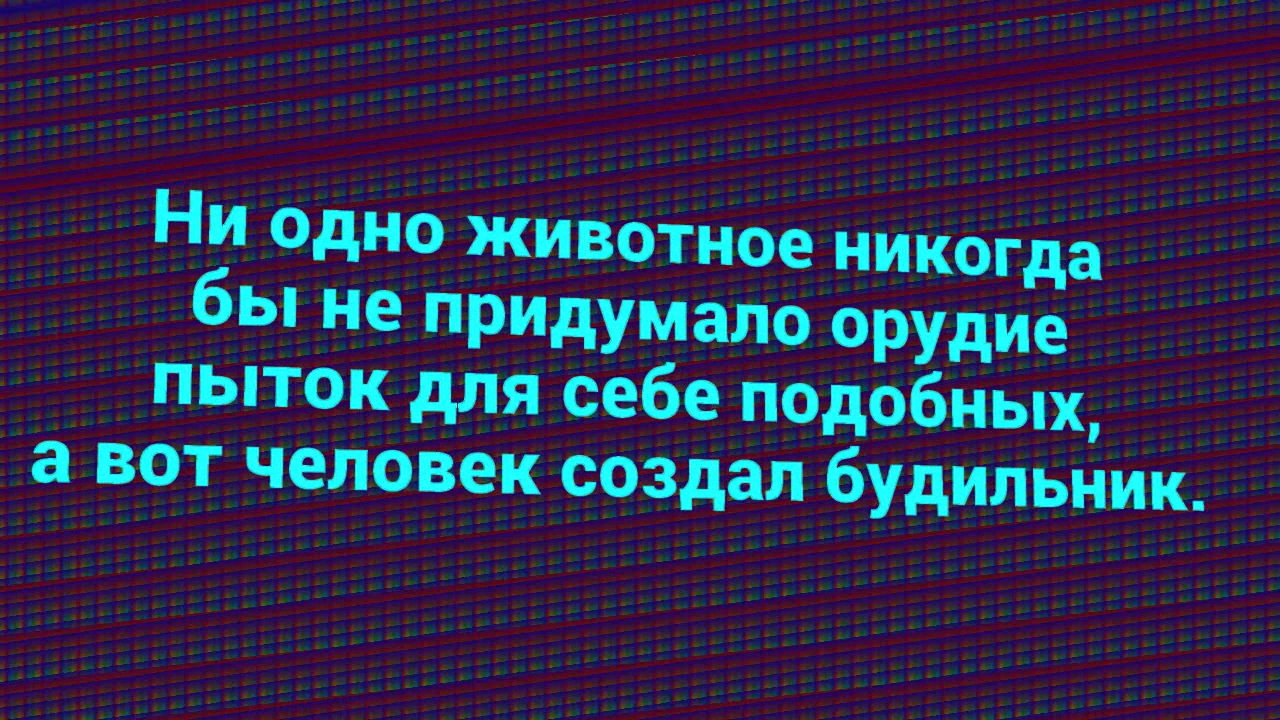 Ни одно животное никогда
бы не придумало орудие
пыток для себе подобных,
а вот человек создал будильник.